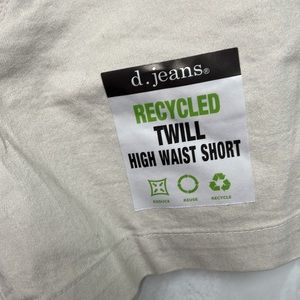 d.jeans®
RECYCLED
TWILL
HIGH WAIST SHORT
REDUCE REUSE RECYCLE